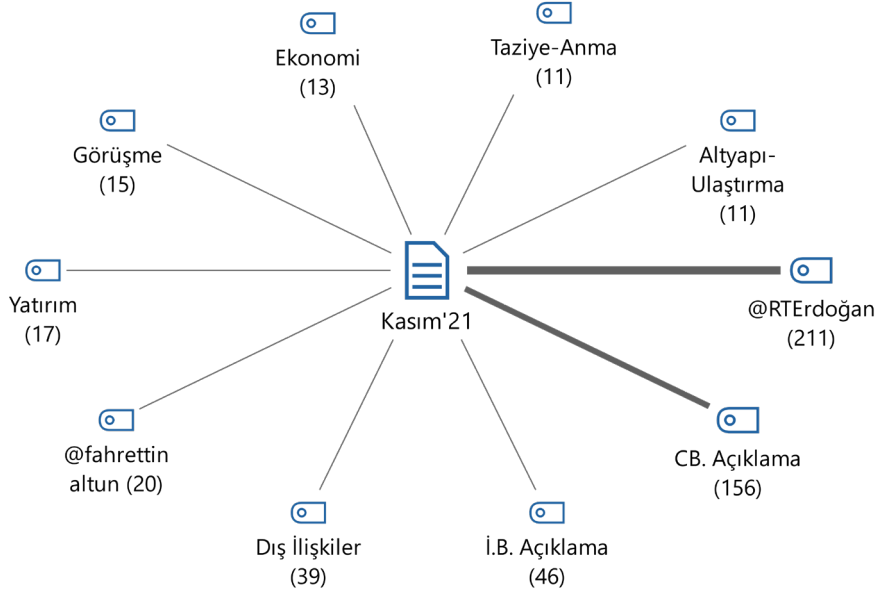 Ekonomi
(13)
Taziye-Anma
(11)
Görüşme
(15)
Altyapı-
Ulaştırma
(11)
Yatırım
(17)
Kasım'21
@RTErdoğan
(211)
@fahrettin
altun (20)
CB. Açıklama
(156)
Dış İlişkiler
(39)
İ.B. Açıklama
(46)